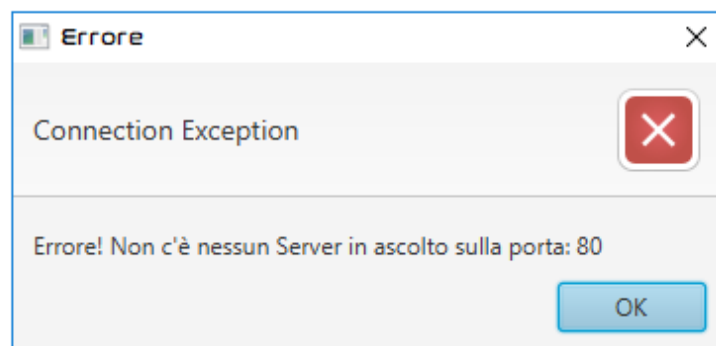 Errore
Connection Exception
Errore! Non c'è nessun Server in ascolto sulla porta: 80
OK